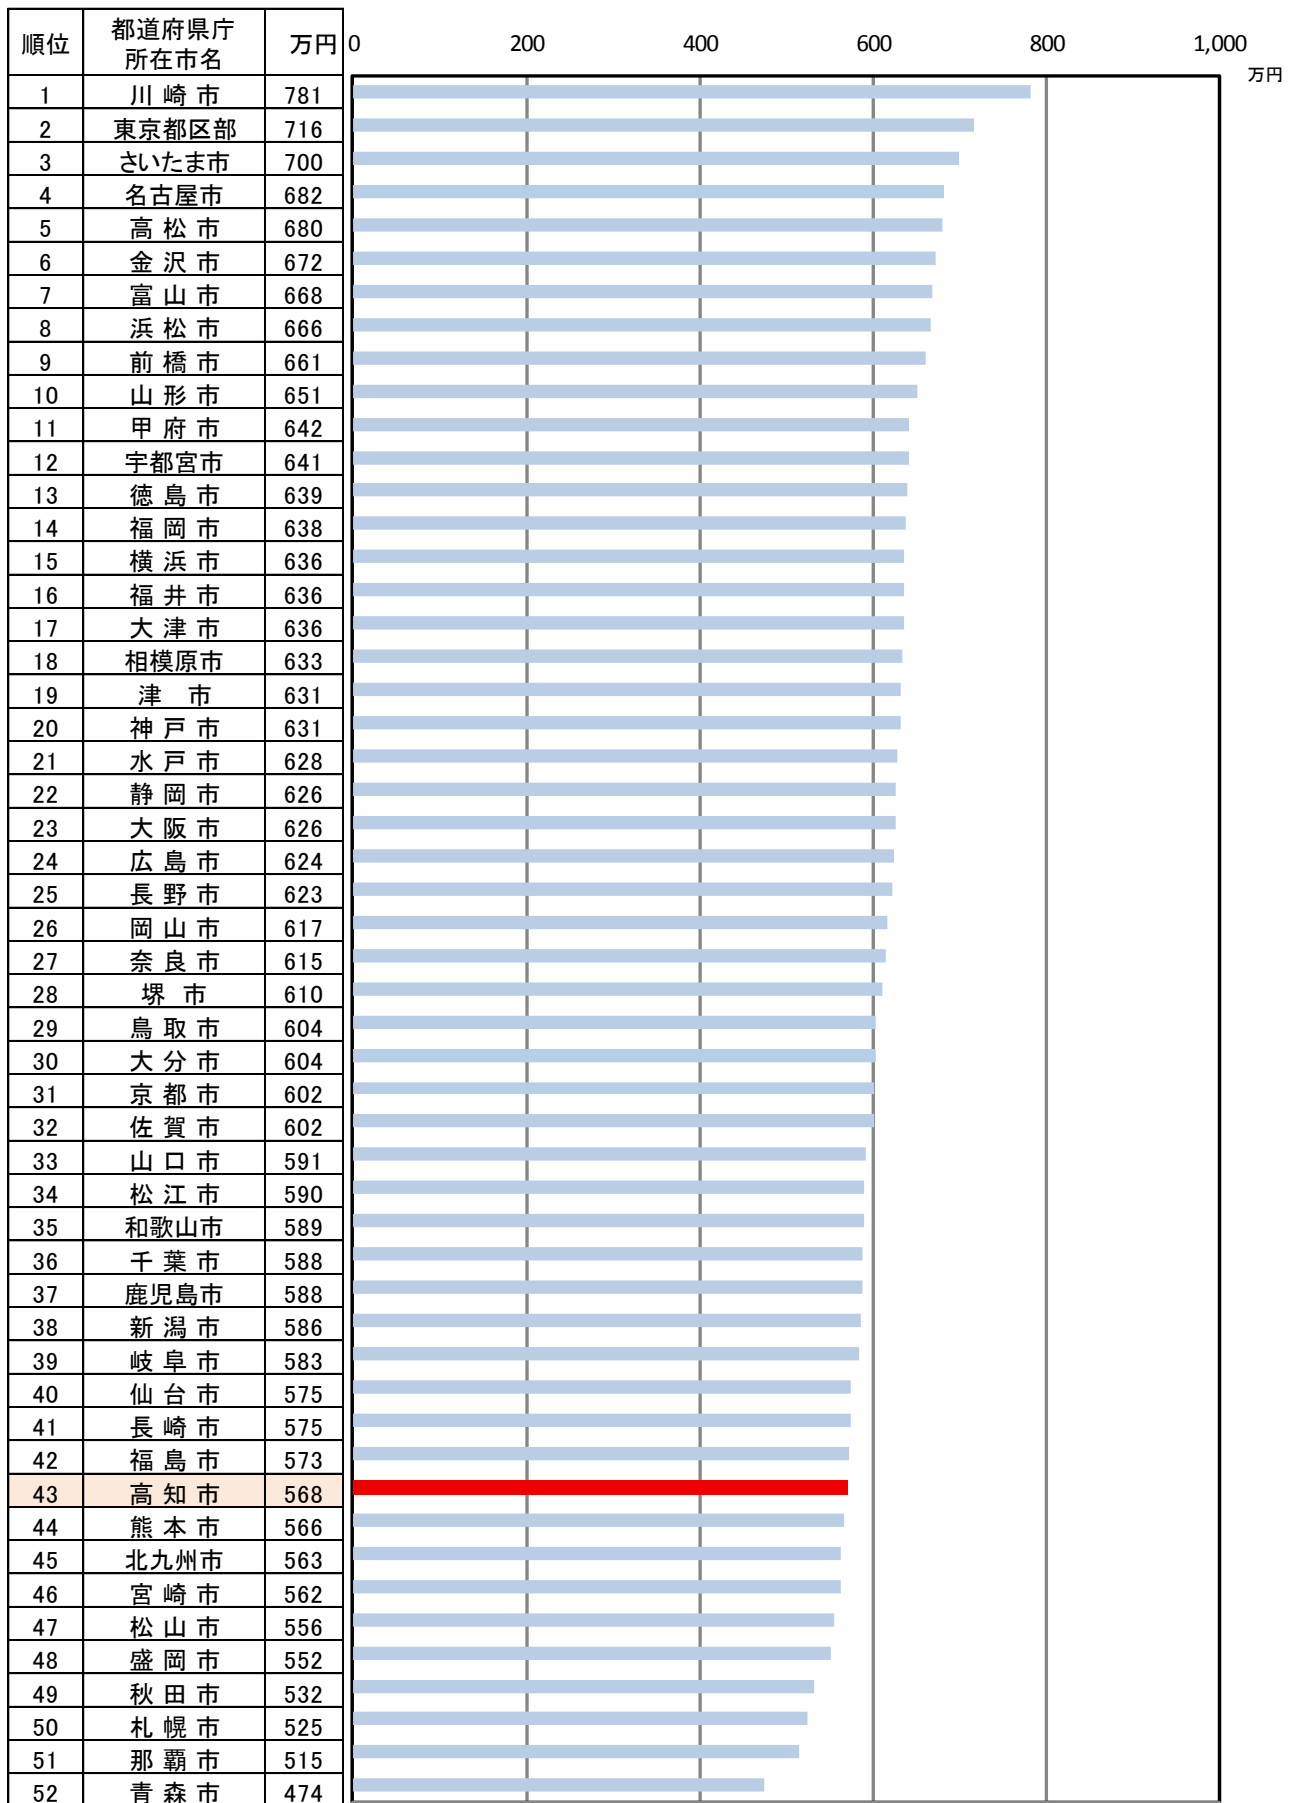 順位 都道府県庁所在市名 万円 0 200 400 600 800 1,000
万円
1 川崎市 781
2 東京都区部 716
3 さいたま市 700
4 名古屋市 682
5 高松市 680
6 金沢市 672
7 富山市 668
8 浜松市 666
9 前橋市 661
10 山形市 651
11 甲府市 642
12 宇都宮市 641
13 徳島市 639
14 福岡市 638
15 横浜市 636
16 福井市 636
17 大津市 636
18 相模原市 633
19 津市 631
20 神戸市 631
21 水戸市 628
22 静岡市 626
23 大阪市 626
24 広島市 624
25 長野市 623
26 岡山市 617
27 奈良市 615
28 堺市 610
29 鳥取市 604
30 大分市 604
31 京都市 602
32 佐賀市 602
33 山口市 591
34 松江市 590
35 和歌山市 589
36 千葉市 588
37 鹿児島市 588
38 新潟市 586
39 岐阜市 583
40 仙台市 575
41 長崎市 575
42 福島市 573
43 高知市 568
44 熊本市 566
45 北九州市 563
46 宮崎市 562
47 松山市 556
48 盛岡市 552
49 秋田市 532
50 札幌市 525
51 那覇市 515
52 青森市 474